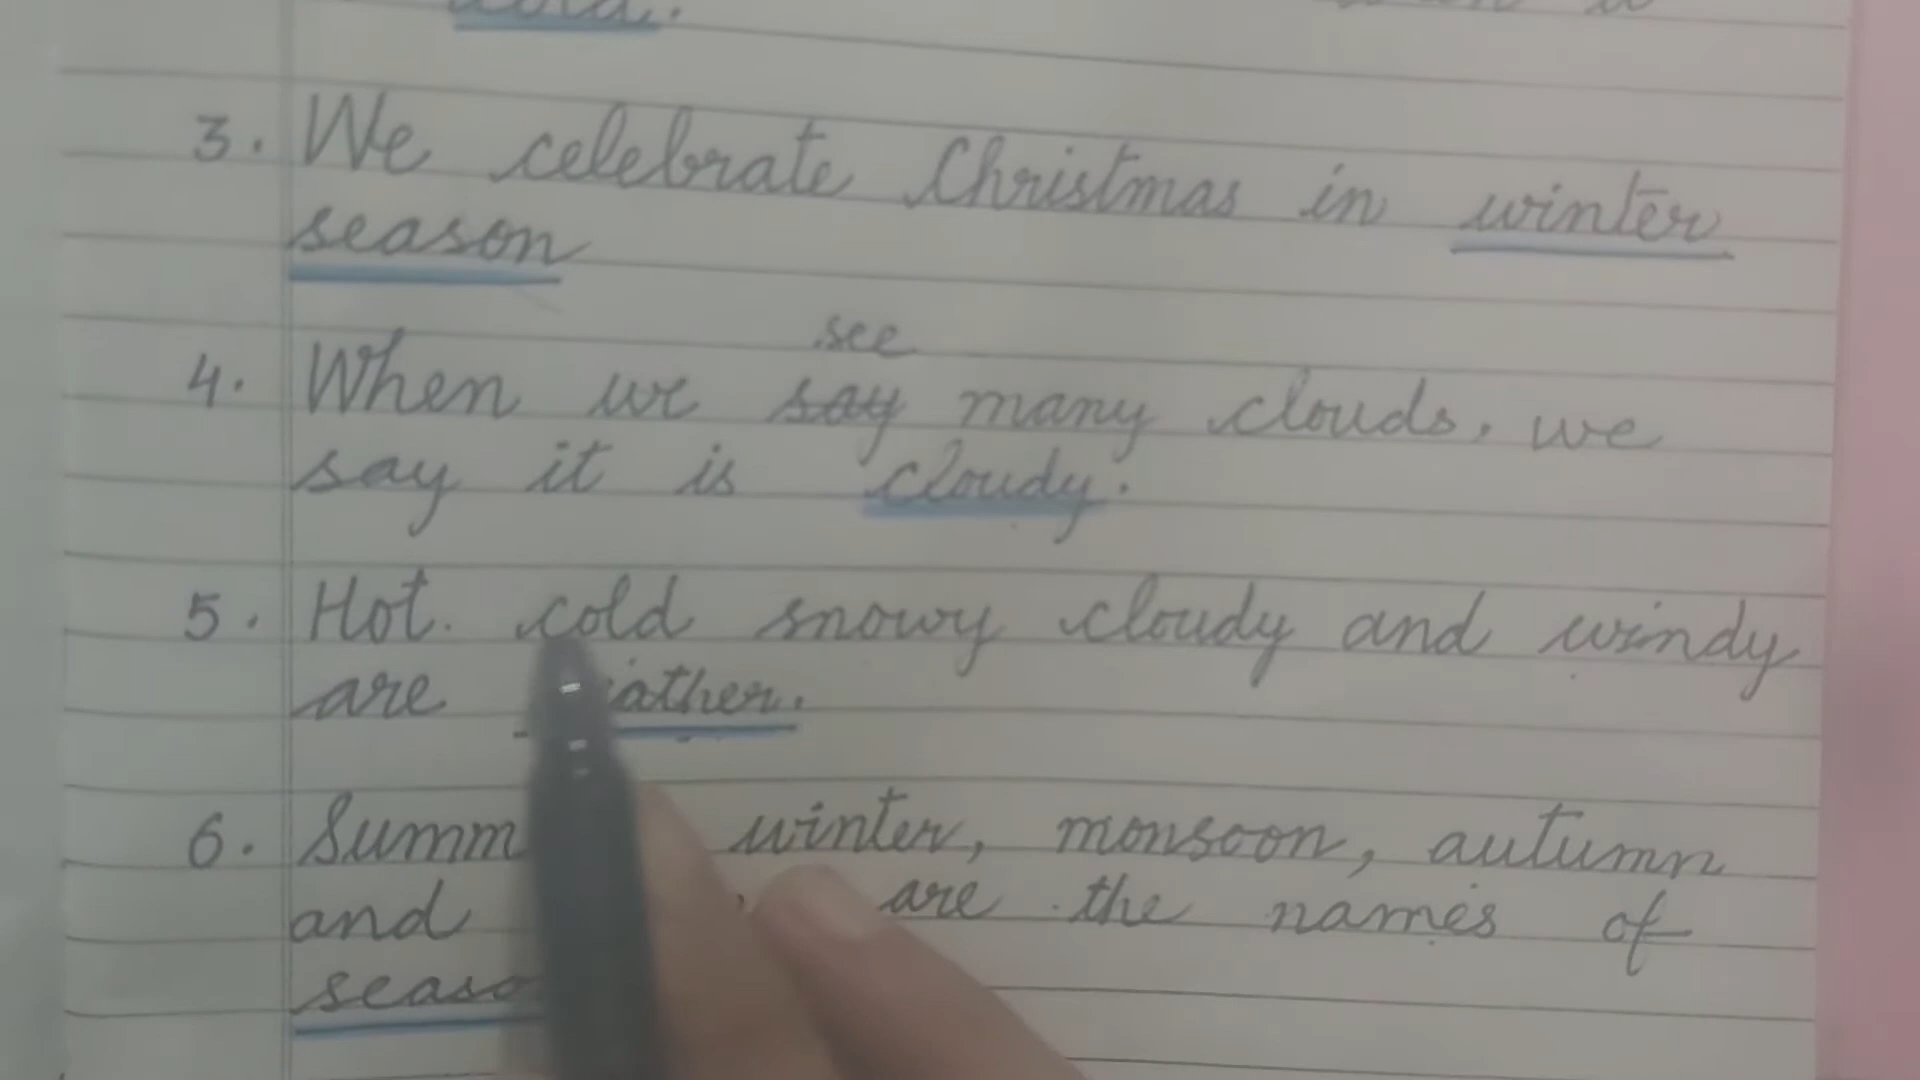 cold.
3. We celebrate Christmas in winter
season
see
4. When we say many clouds. we
say it is cloudy.
5. Hot. cold snowy cloudy and windy
are
6. winter, monsoon, autumn
and are the names of